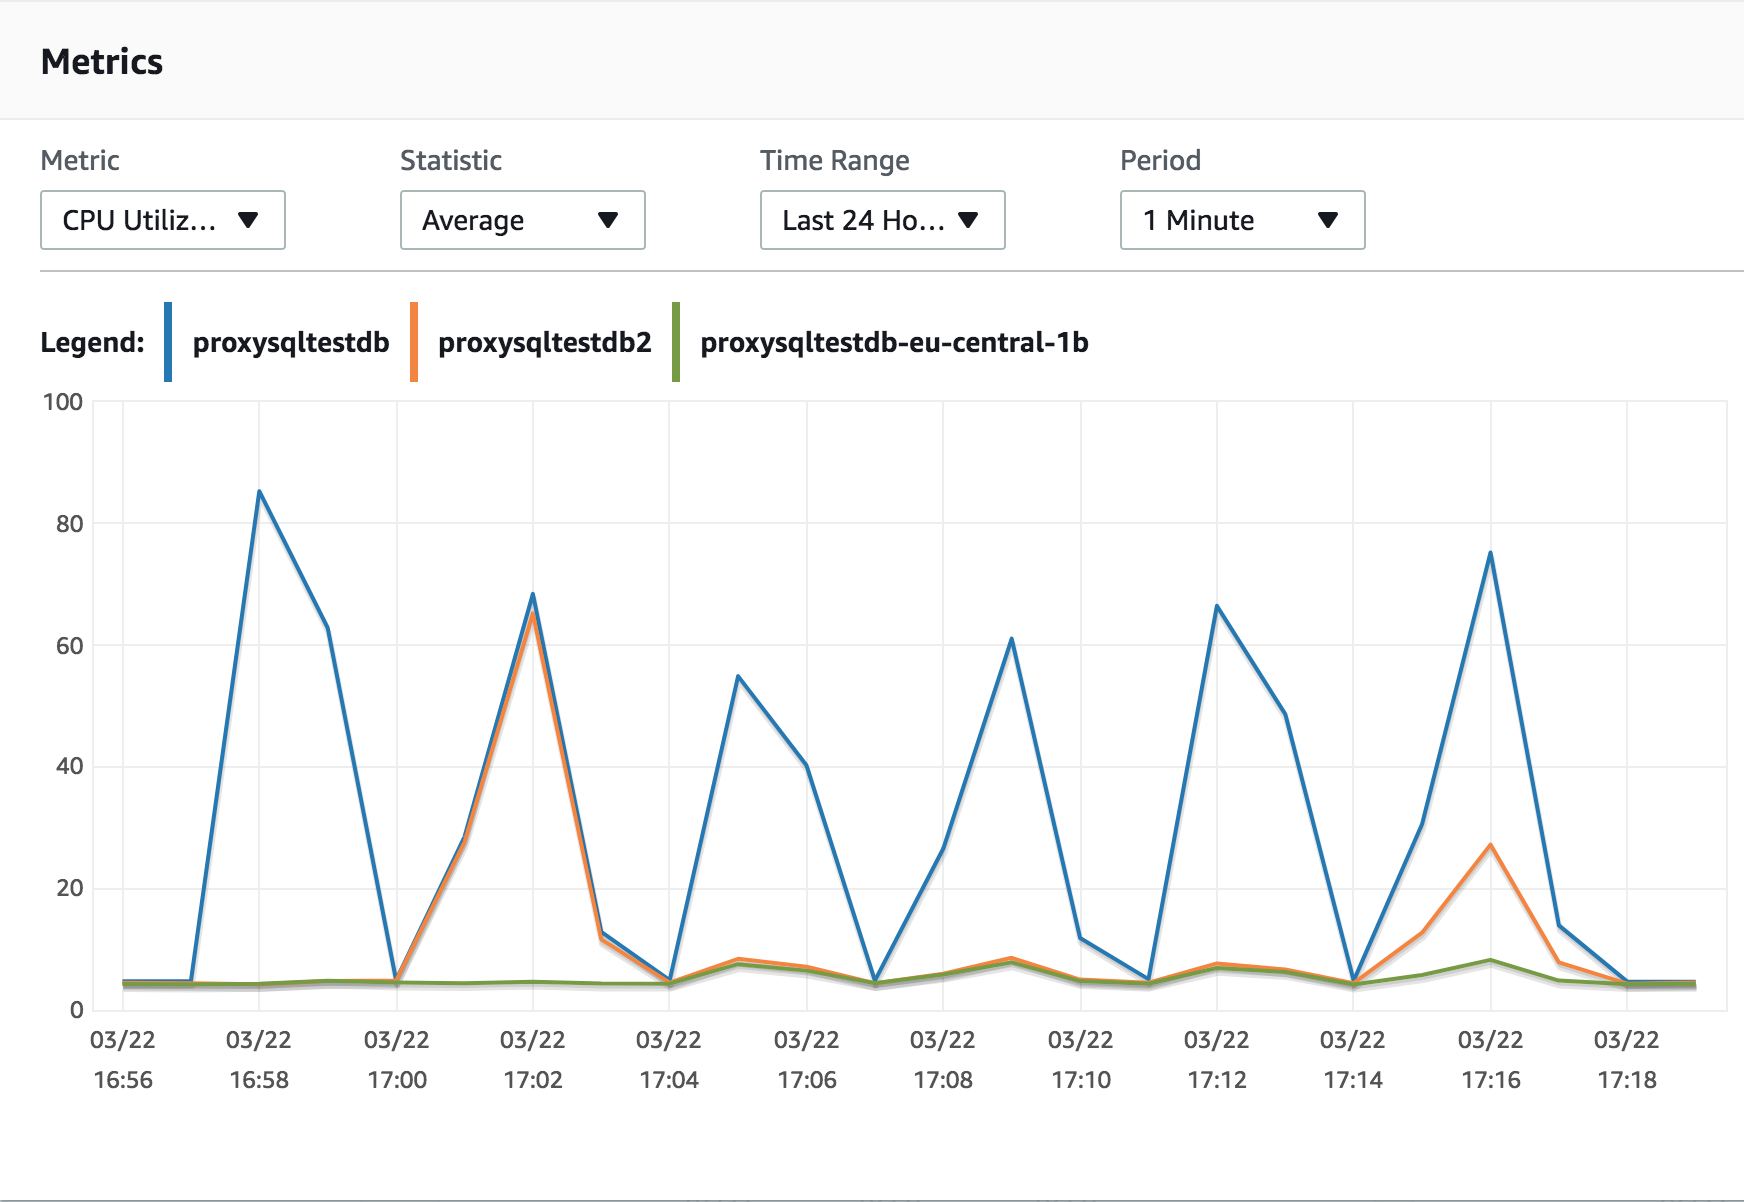 Metrics
Metric Statistic Time Range Period
CPU Utiliz... Average Last 24 Ho... 1 Minute
Legend: proxysqltestdb proxysqltestdb2 proxysqltestdb-eu-central-1b
100
80
60
40
20
0
03/22 03/22 03/22 03/22 03/22 03/22 03/22 03/22 03/22 03/22 03/22 03/22
16:56 16:58 17:00 17:02 17:04 17:06 17:08 17:10 17:12 17:14 17:16 17:18